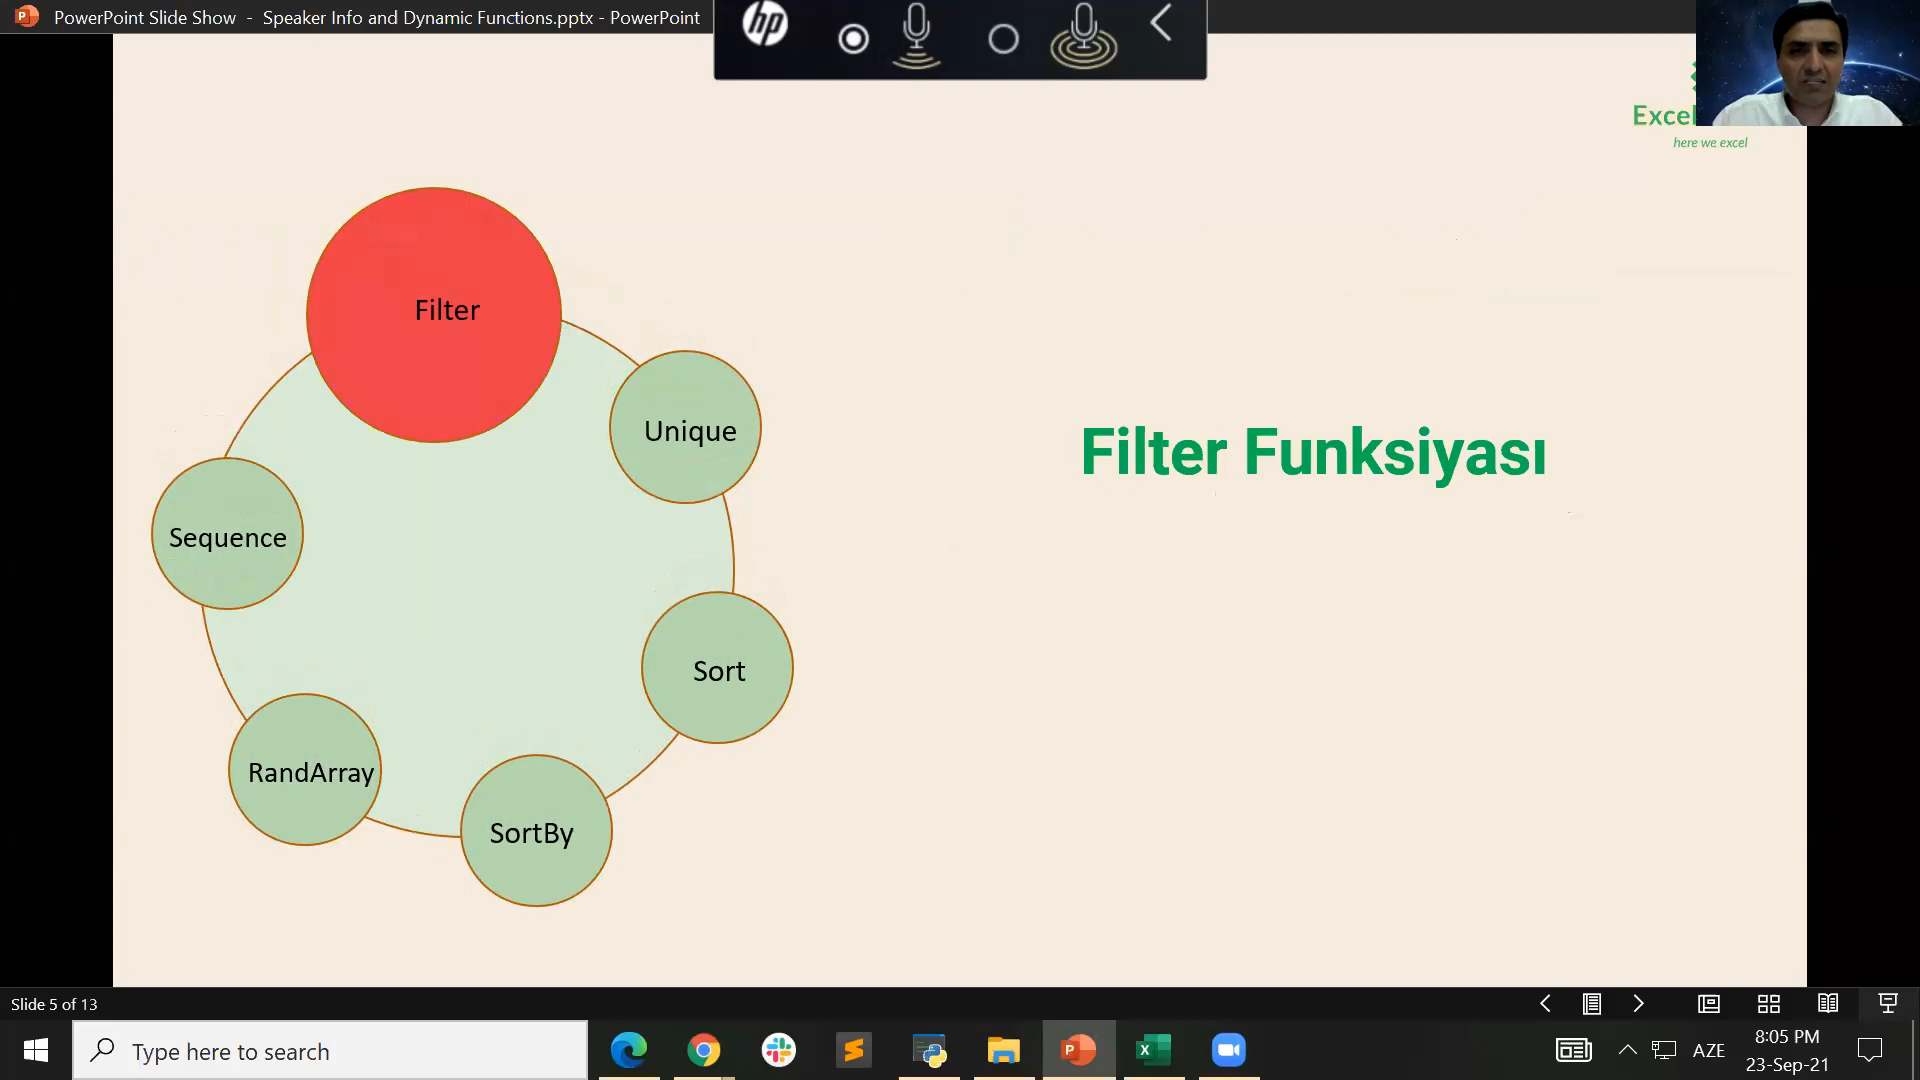 PowerPoint Slide Show - Speaker Info and Dynamic Functions.pptx - PowerPoint
hp
Excel
here we excel
Filter
Unique
Filter Funksiyası
Sequence
Sort
RandArray
SortBy
Slide 5 of 13
Type here to search
AZE
8:05 PM
23-Sep-21